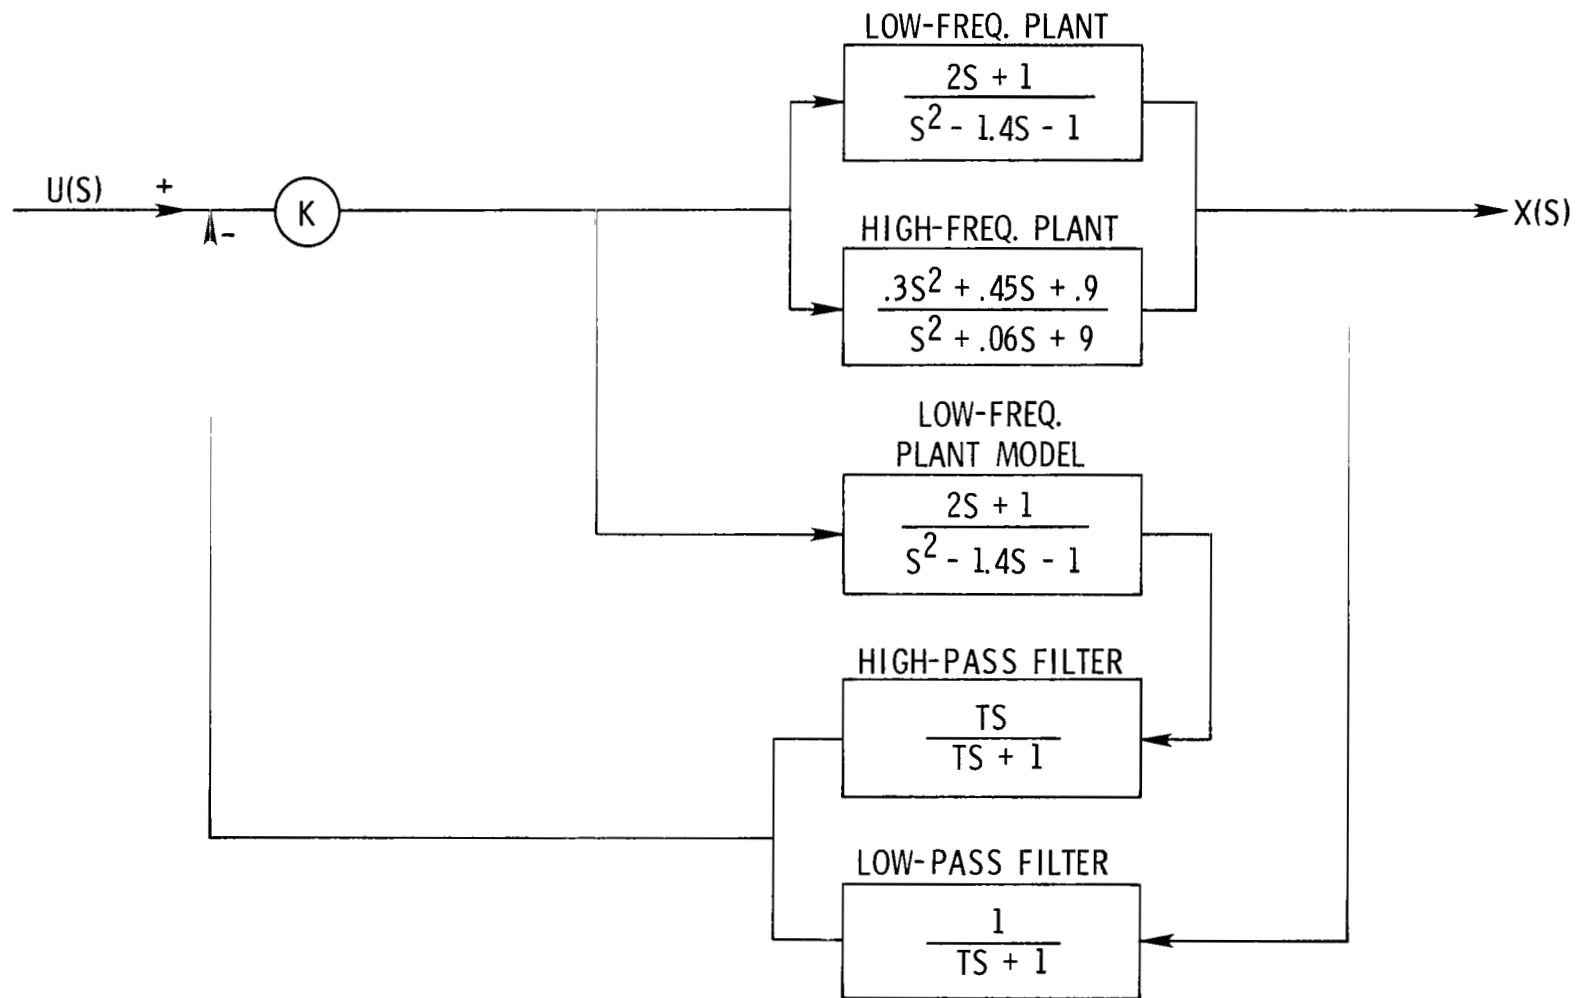 LOW-FREQ. PLANT
2S + 1
S² - 1.4S - 1
U(S)
+
-
K
X(S)
HIGH-FREQ. PLANT
.3S² + .45S + .9
S² + .06S + 9
LOW-FREQ.
PLANT MODEL
2S + 1
S² - 1.4S - 1
HIGH-PASS FILTER
TS
TS + 1
LOW-PASS FILTER
1
TS + 1